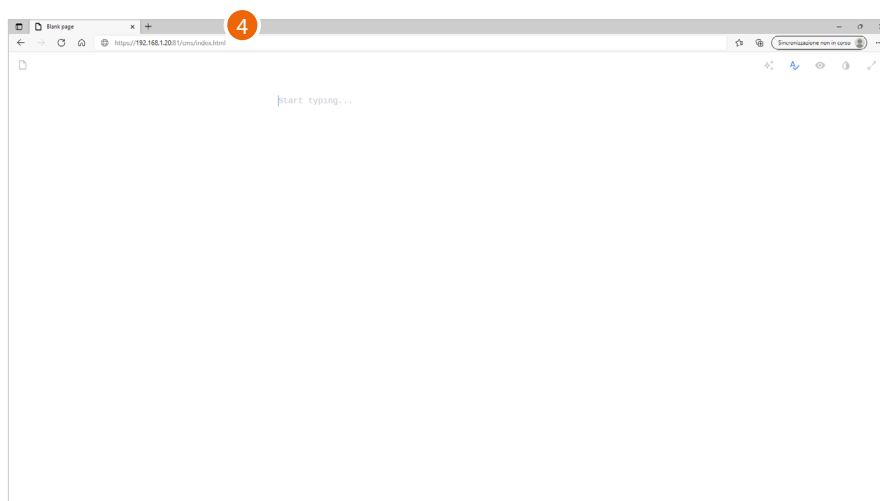 Blank page
4
https://192.168.1.20:81/cms/index.html
Sincronizzazione non in corso
Start typing...